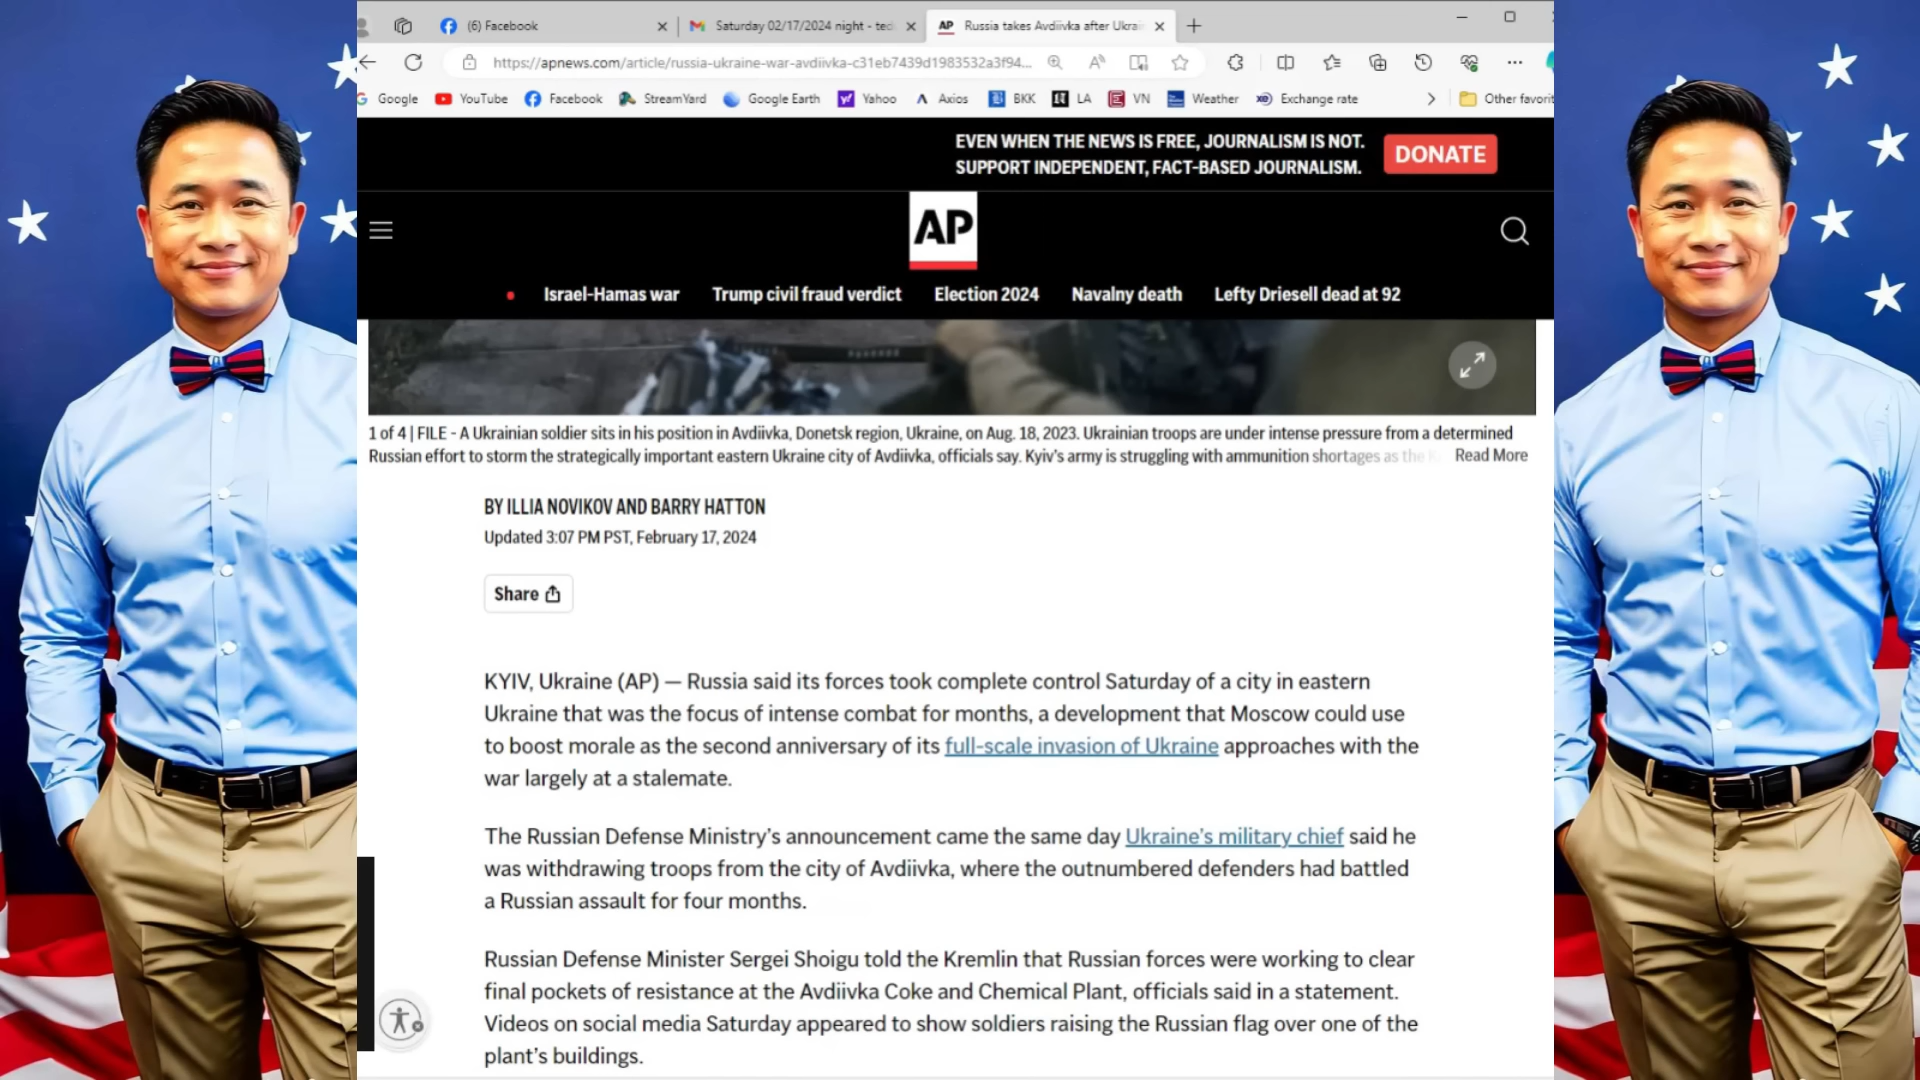 (6) Facebook
Saturday 02/17/2024 night - tec
Russia takes Avdiivka after Ukrai
https://apnews.com/article/russia-ukraine-war-avdiivka-c31eb7439d1983532a3f94...
Google YouTube Facebook StreamYard Google Earth Yahoo Axios BKK LA VN Weather Exchange rate Other favorit
EVEN WHEN THE NEWS IS FREE, JOURNALISM IS NOT.
SUPPORT INDEPENDENT, FACT-BASED JOURNALISM.
DONATE
AP
Israel-Hamas war Trump civil fraud verdict Election 2024 Navalny death Lefty Driesell dead at 92
1 of 4 | FILE - A Ukrainian soldier sits in his position in Avdiivka, Donetsk region, Ukraine, on Aug. 18, 2023. Ukrainian troops are under intense pressure from a determined
Russian effort to storm the strategically important eastern Ukraine city of Avdiivka, officials say. Kyiv's army is struggling with ammunition shortages as the Read More
BY ILLIA NOVIKOV AND BARRY HATTON
Updated 3:07 PM PST, February 17, 2024
Share
KYIV, Ukraine (AP) — Russia said its forces took complete control Saturday of a city in eastern
Ukraine that was the focus of intense combat for months, a development that Moscow could use
to boost morale as the second anniversary of its full-scale invasion of Ukraine approaches with the
war largely at a stalemate.
The Russian Defense Ministry's announcement came the same day Ukraine's military chief said he
was withdrawing troops from the city of Avdiivka, where the outnumbered defenders had battled
a Russian assault for four months.
Russian Defense Minister Sergei Shoigu told the Kremlin that Russian forces were working to clear
final pockets of resistance at the Avdiivka Coke and Chemical Plant, officials said in a statement.
Videos on social media Saturday appeared to show soldiers raising the Russian flag over one of the
plant's buildings.